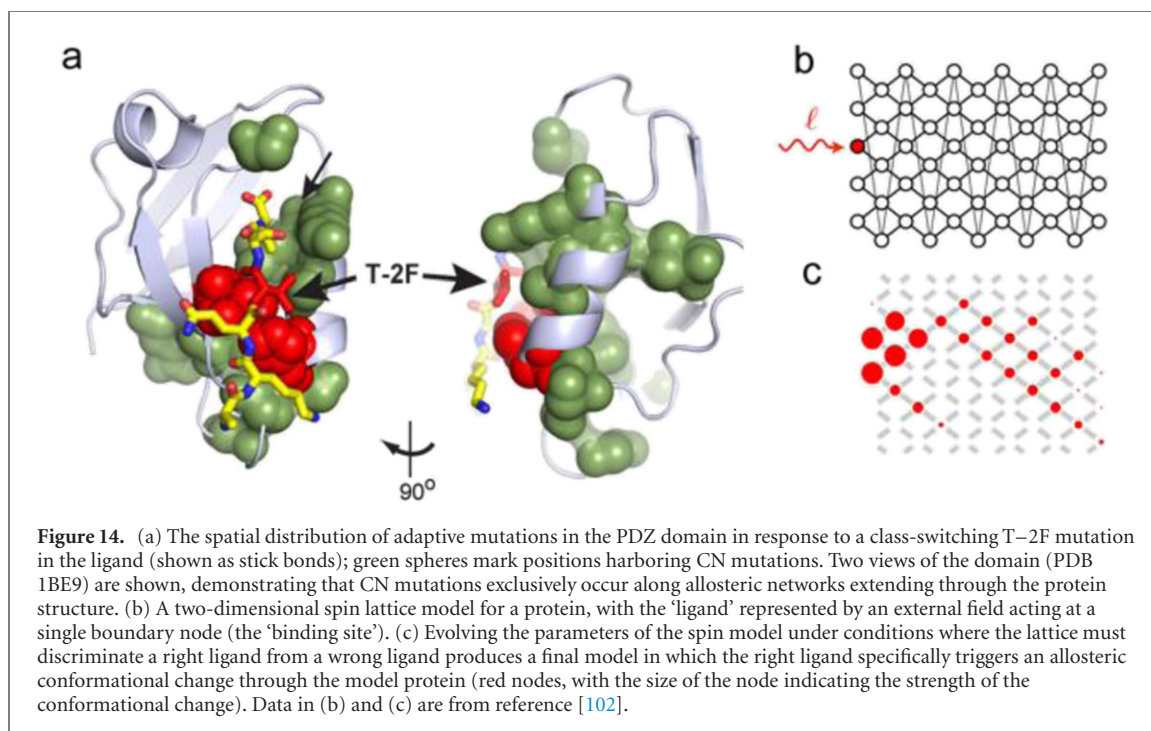 a
b
ℓ
T-2F
c
90°
Figure 14. (a) The spatial distribution of adaptive mutations in the PDZ domain in response to a class-switching T–2F mutation
in the ligand (shown as stick bonds); green spheres mark positions harboring CN mutations. Two views of the domain (PDB
1BE9) are shown, demonstrating that CN mutations exclusively occur along allosteric networks extending through the protein
structure. (b) A two-dimensional spin lattice model for a protein, with the ‘ligand’ represented by an external field acting at a
single boundary node (the ‘binding site’). (c) Evolving the parameters of the spin model under conditions where the lattice must
discriminate a right ligand from a wrong ligand produces a final model in which the right ligand specifically triggers an allosteric
conformational change through the model protein (red nodes, with the size of the node indicating the strength of the
conformational change). Data in (b) and (c) are from reference [102].